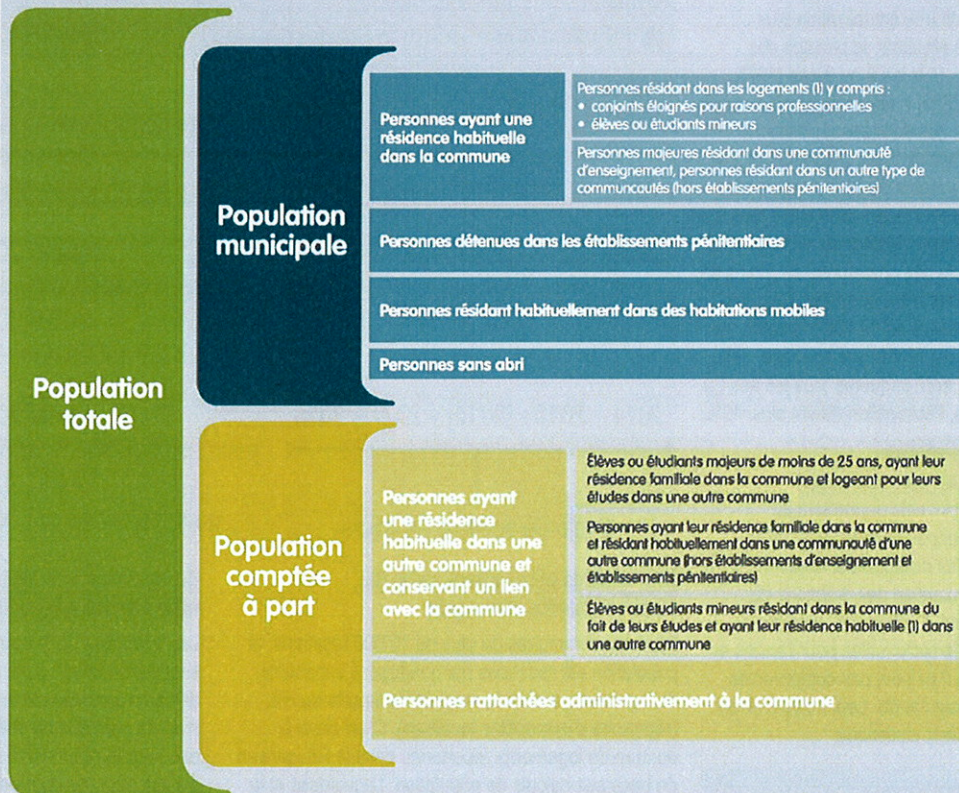 Population
totale
Population
municipale
Personnes ayant une
résidence habituelle
dans la commune
Personnes résidant dans les logements (1) y compris :
• conjoints éloignés pour raisons professionnelles
• élèves ou étudiants mineurs
Personnes majeures résidant dans une communauté
d'enseignement, personnes résidant dans un autre type de
communcautés (hors établissements pénitentiaires)
Personnes détenues dans les établissements pénitentiaires
Personnes résidant habituellement dans des habitations mobiles
Personnes sans abri
Population
comptée
à part
Personnes ayant
une résidence
habituelle dans une
autre commune et
conservant un lien
avec la commune
Élèves ou étudiants majeurs de moins de 25 ans, ayant leur
résidence familiale dans la commune et logeant pour leurs
études dans une autre commune
Personnes ayant leur résidence familiale dans la commune
et résidant habituellement dans une communauté d'une
autre commune (hors établissements d'enseignement et
établissements pénitentiaires)
Élèves ou étudiants mineurs résidant dans la commune du
fait de leurs études et ayant leur résidence habituelle (1) dans
une autre commune
Personnes rattachées administrativement à la commune